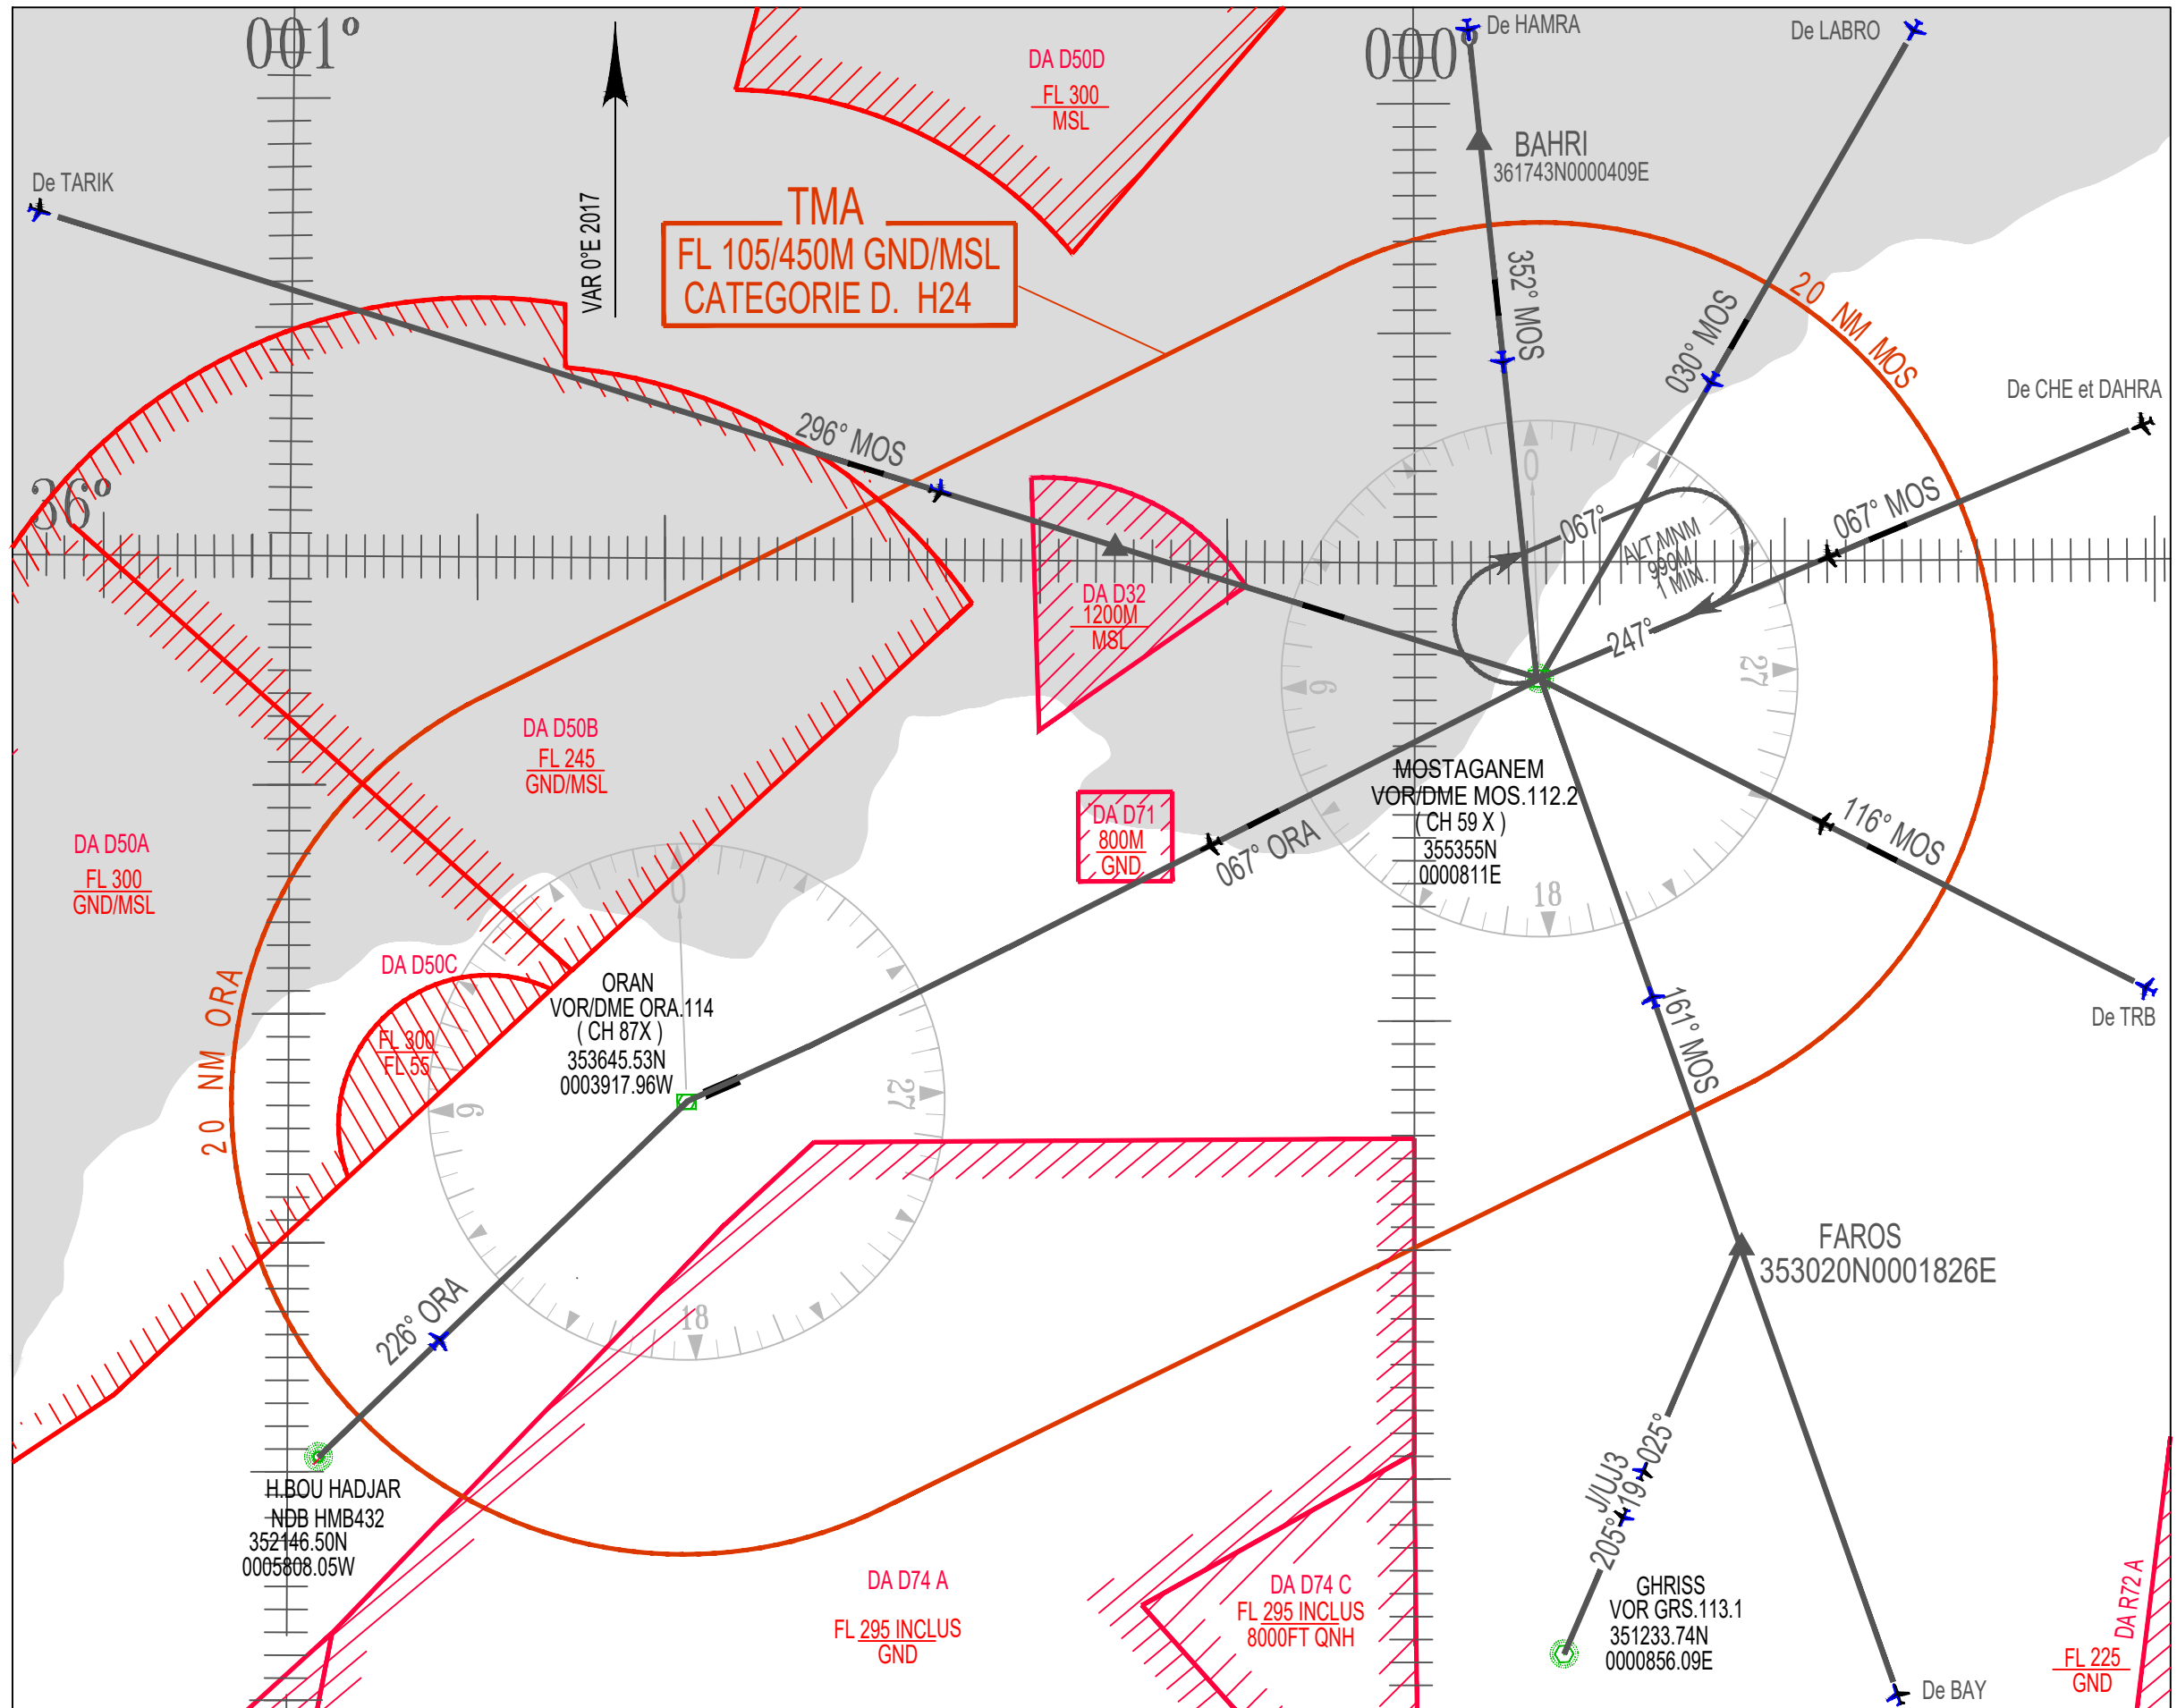 001°
000
De HAMRA
De LABRO
DA D50D
FL 300
MSL
BAHRI
361743N0000409E
De TARIK
VAR 0°E 2017
TMA
FL 105/450M GND/MSL
CATEGORIE D. H24
352° MOS
030° MOS
20 NM MOS
De CHE et DAHRA
296° MOS
36°
0
067°
067° MOS
ALT.MNM
990M
1 MIN.
247°
DA D32
1200M
MSL
6
27
18
DA D50B
FL 245
GND/MSL
MOSTAGANEM
VOR/DME MOS.112.2
( CH 59 X )
355355N
0000811E
DA D71
800M
GND
067° ORA
116° MOS
DA D50A
FL 300
GND/MSL
DA D50C
FL 300
FL 55
20 NM ORA
ORAN
VOR/DME ORA.114
( CH 87X )
353645.53N
0003917.96W
0
6
27
18
De TRB
161° MOS
FAROS
353020N0001826E
226° ORA
H.BOU HADJAR
NDB HMB432
352146.50N
0005808.05W
J/UJ3
205°
19
025°
DA D74 A
FL 295 INCLUS
GND
DA D74 C
FL 295 INCLUS
8000FT QNH
GHRISS
VOR GRS.113.1
351233.74N
0000856.09E
De BAY
DA R72 A
FL 225
GND